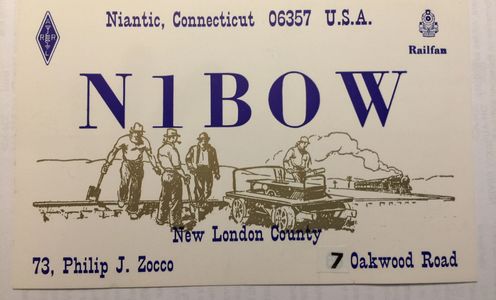 Niantic, Connecticut 06357 U.S.A.
Railfan
N1BOW
New London County
73, Philip J. Zocco
7 Oakwood Road